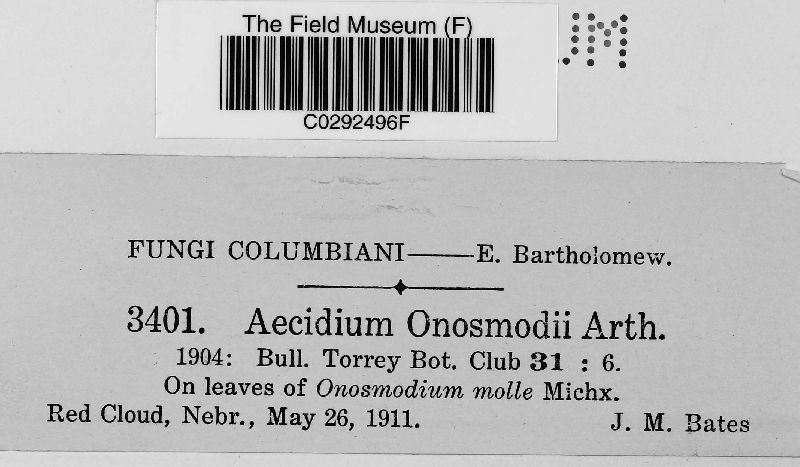 The Field Museum (F)
C0292496F
JM
FUNGI COLUMBIANI——E. Bartholomew.
3401. Aecidium Onosmodii Arth.
1904: Bull. Torrey Bot. Club 31 : 6.
On leaves of Onosmodium molle Michx.
Red Cloud, Nebr., May 26, 1911. J. M. Bates